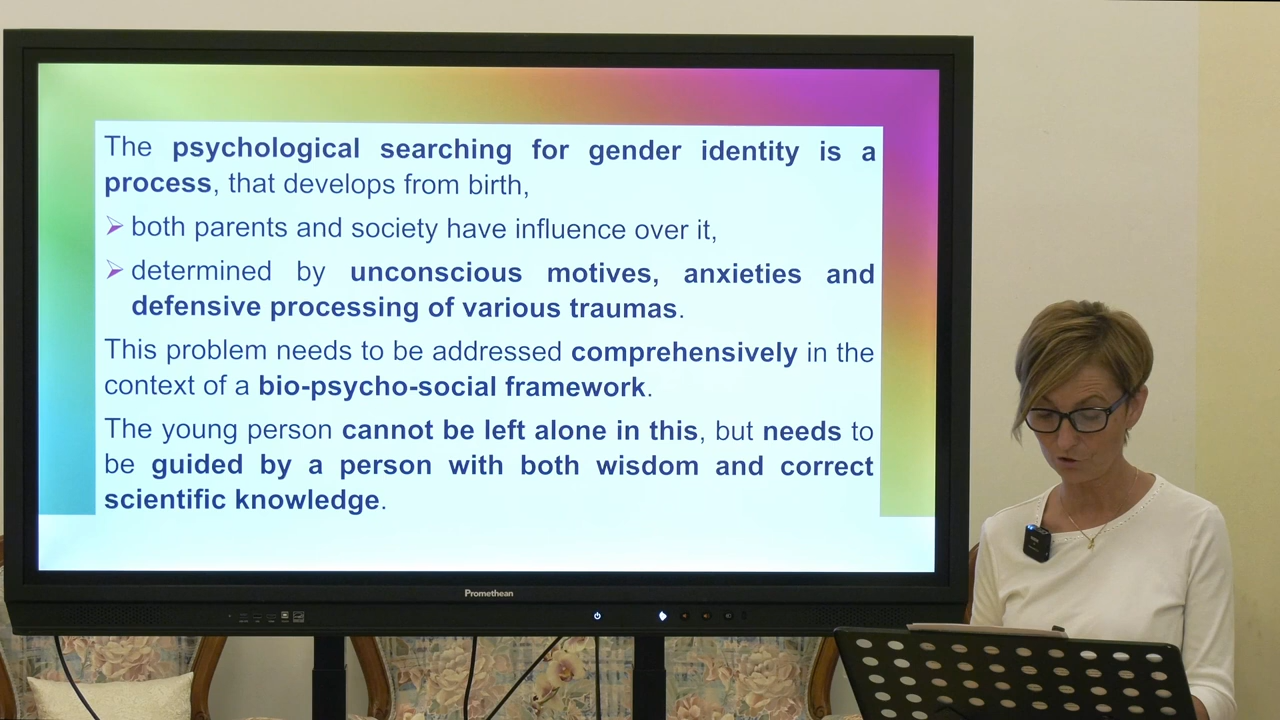 The psychological searching for gender identity is a
process, that develops from birth,
both parents and society have influence over it,
determined by unconscious motives, anxieties and
defensive processing of various traumas.
This problem needs to be addressed comprehensively in the
context of a bio-psycho-social framework.
The young person cannot be left alone in this, but needs to
be guided by a person with both wisdom and correct
scientific knowledge.
Promethean